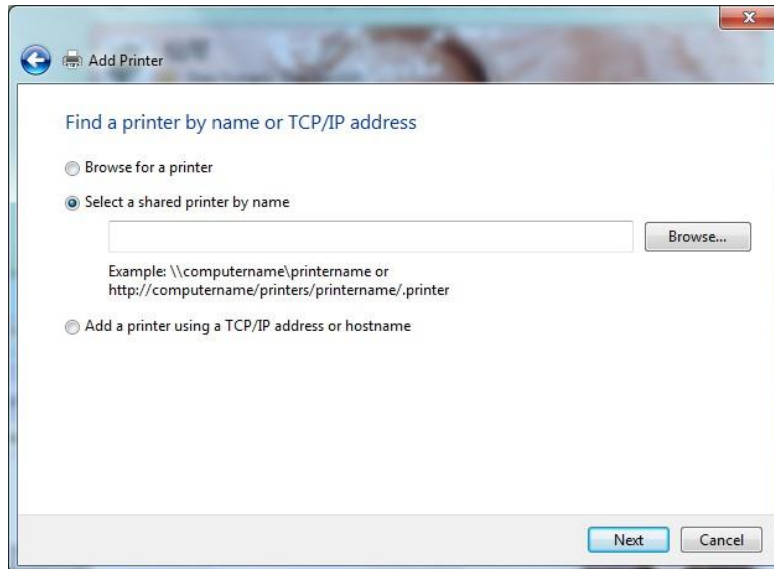 Add Printer
Find a printer by name or TCP/IP address
Browse for a printer
Select a shared printer by name
Browse...
Example: \\computername\printername or
http://computername/printers/printername/.printer
Add a printer using a TCP/IP address or hostname
Next
Cancel